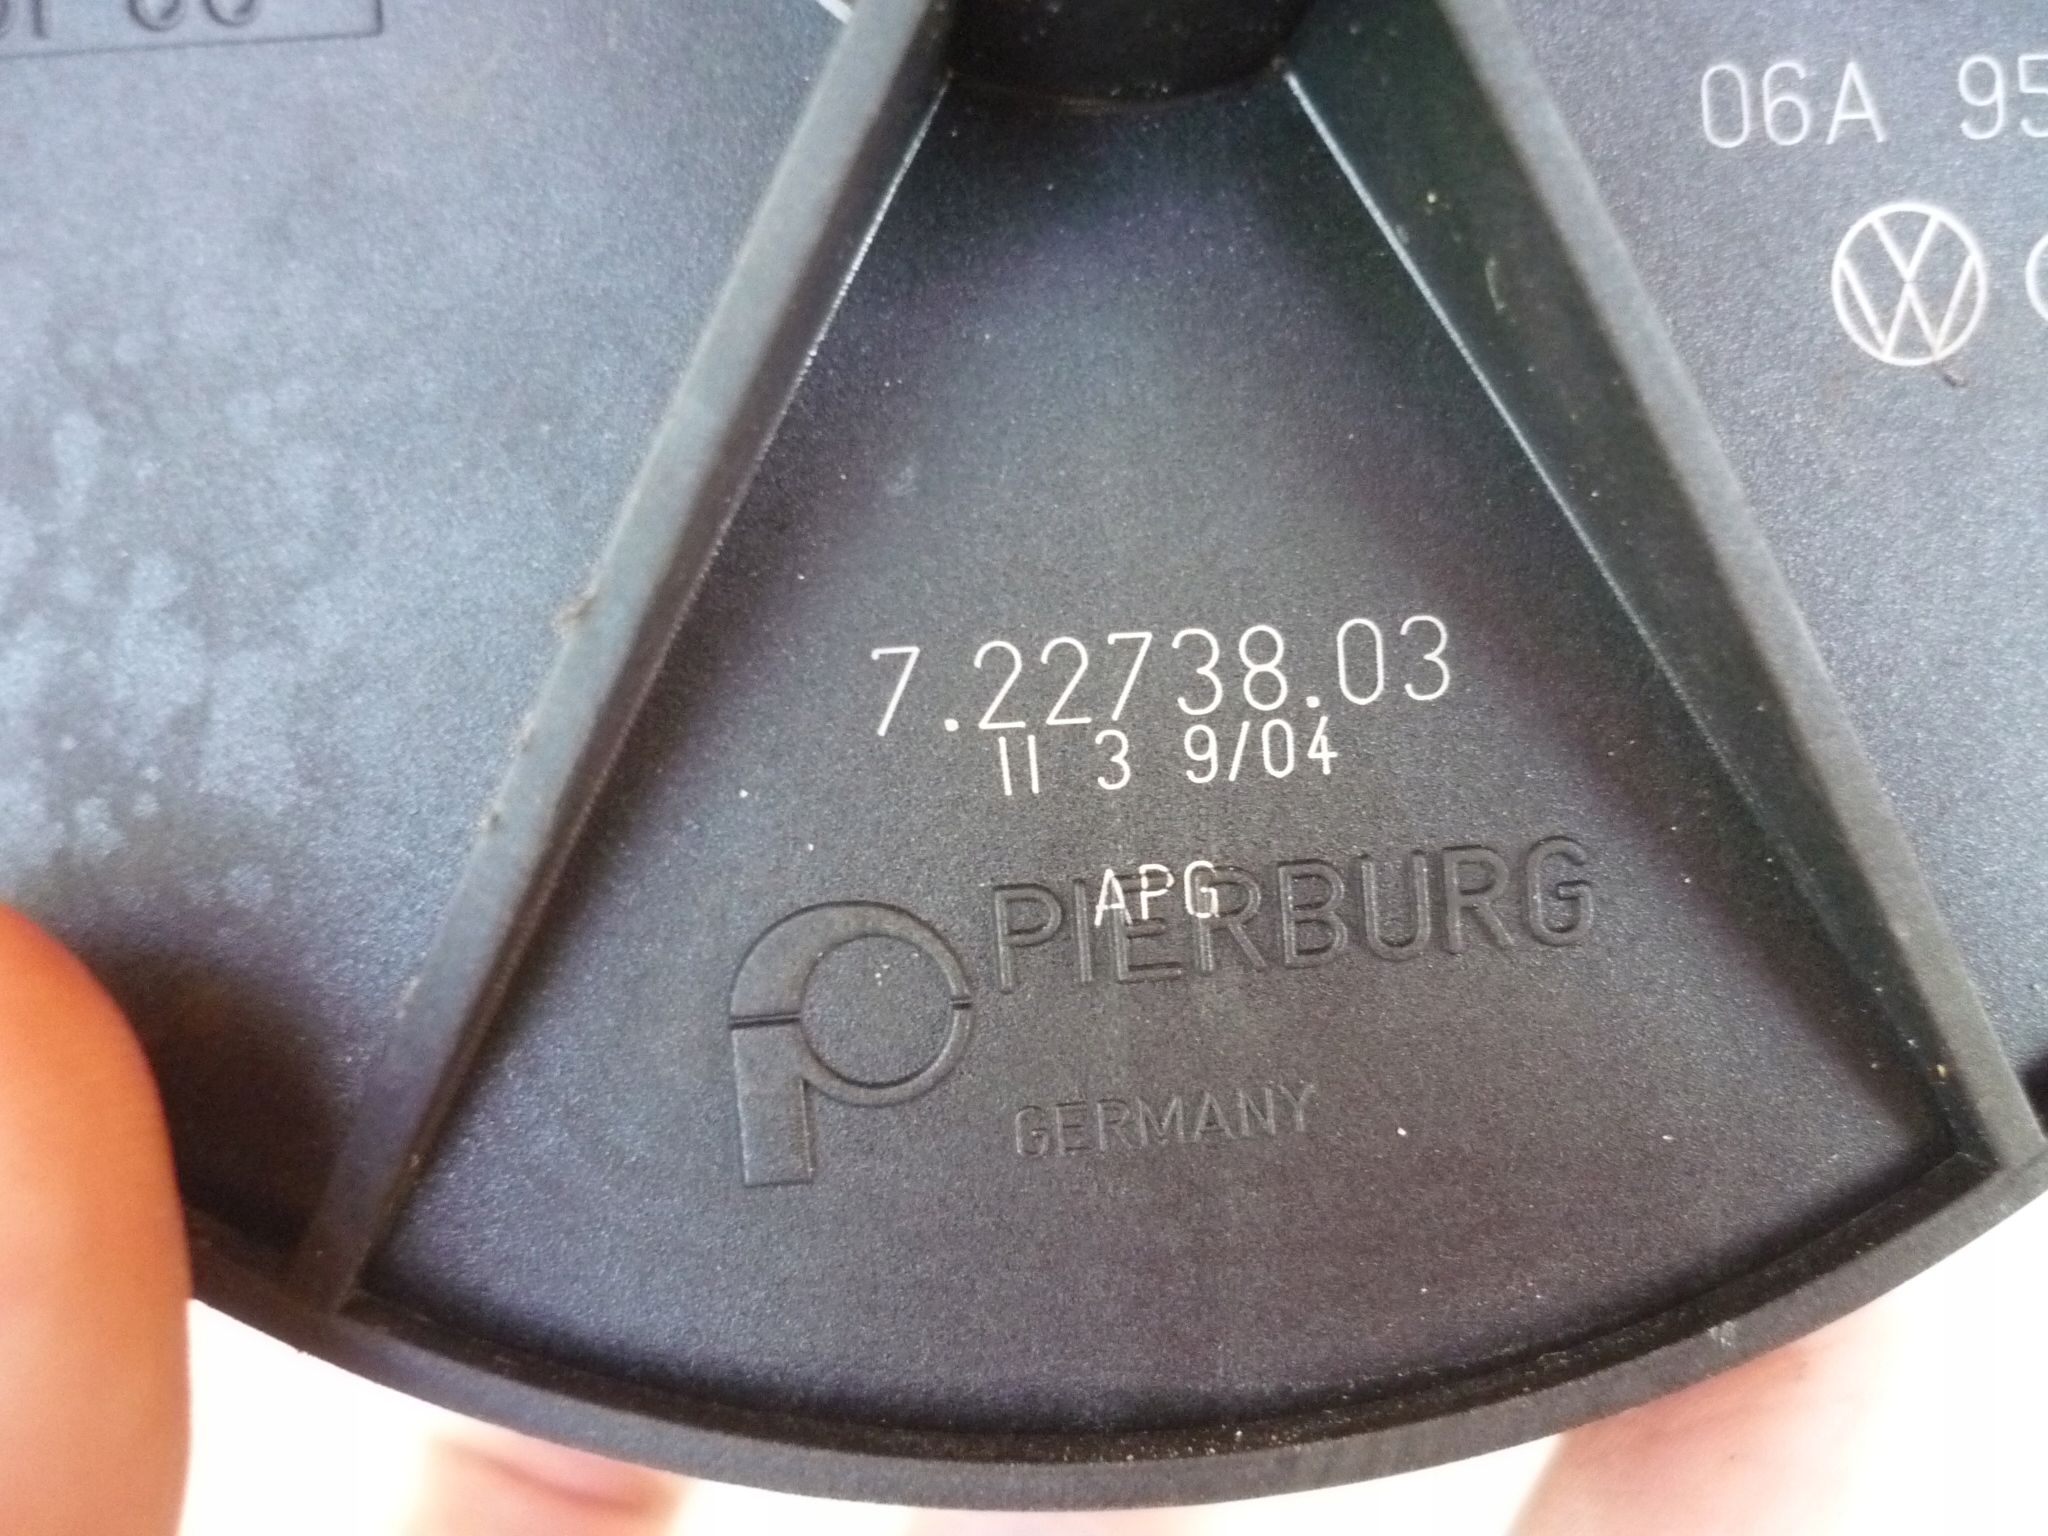 06A 95
7.22738.03
II 3 9/04
APG
PIERBURG
GERMANY